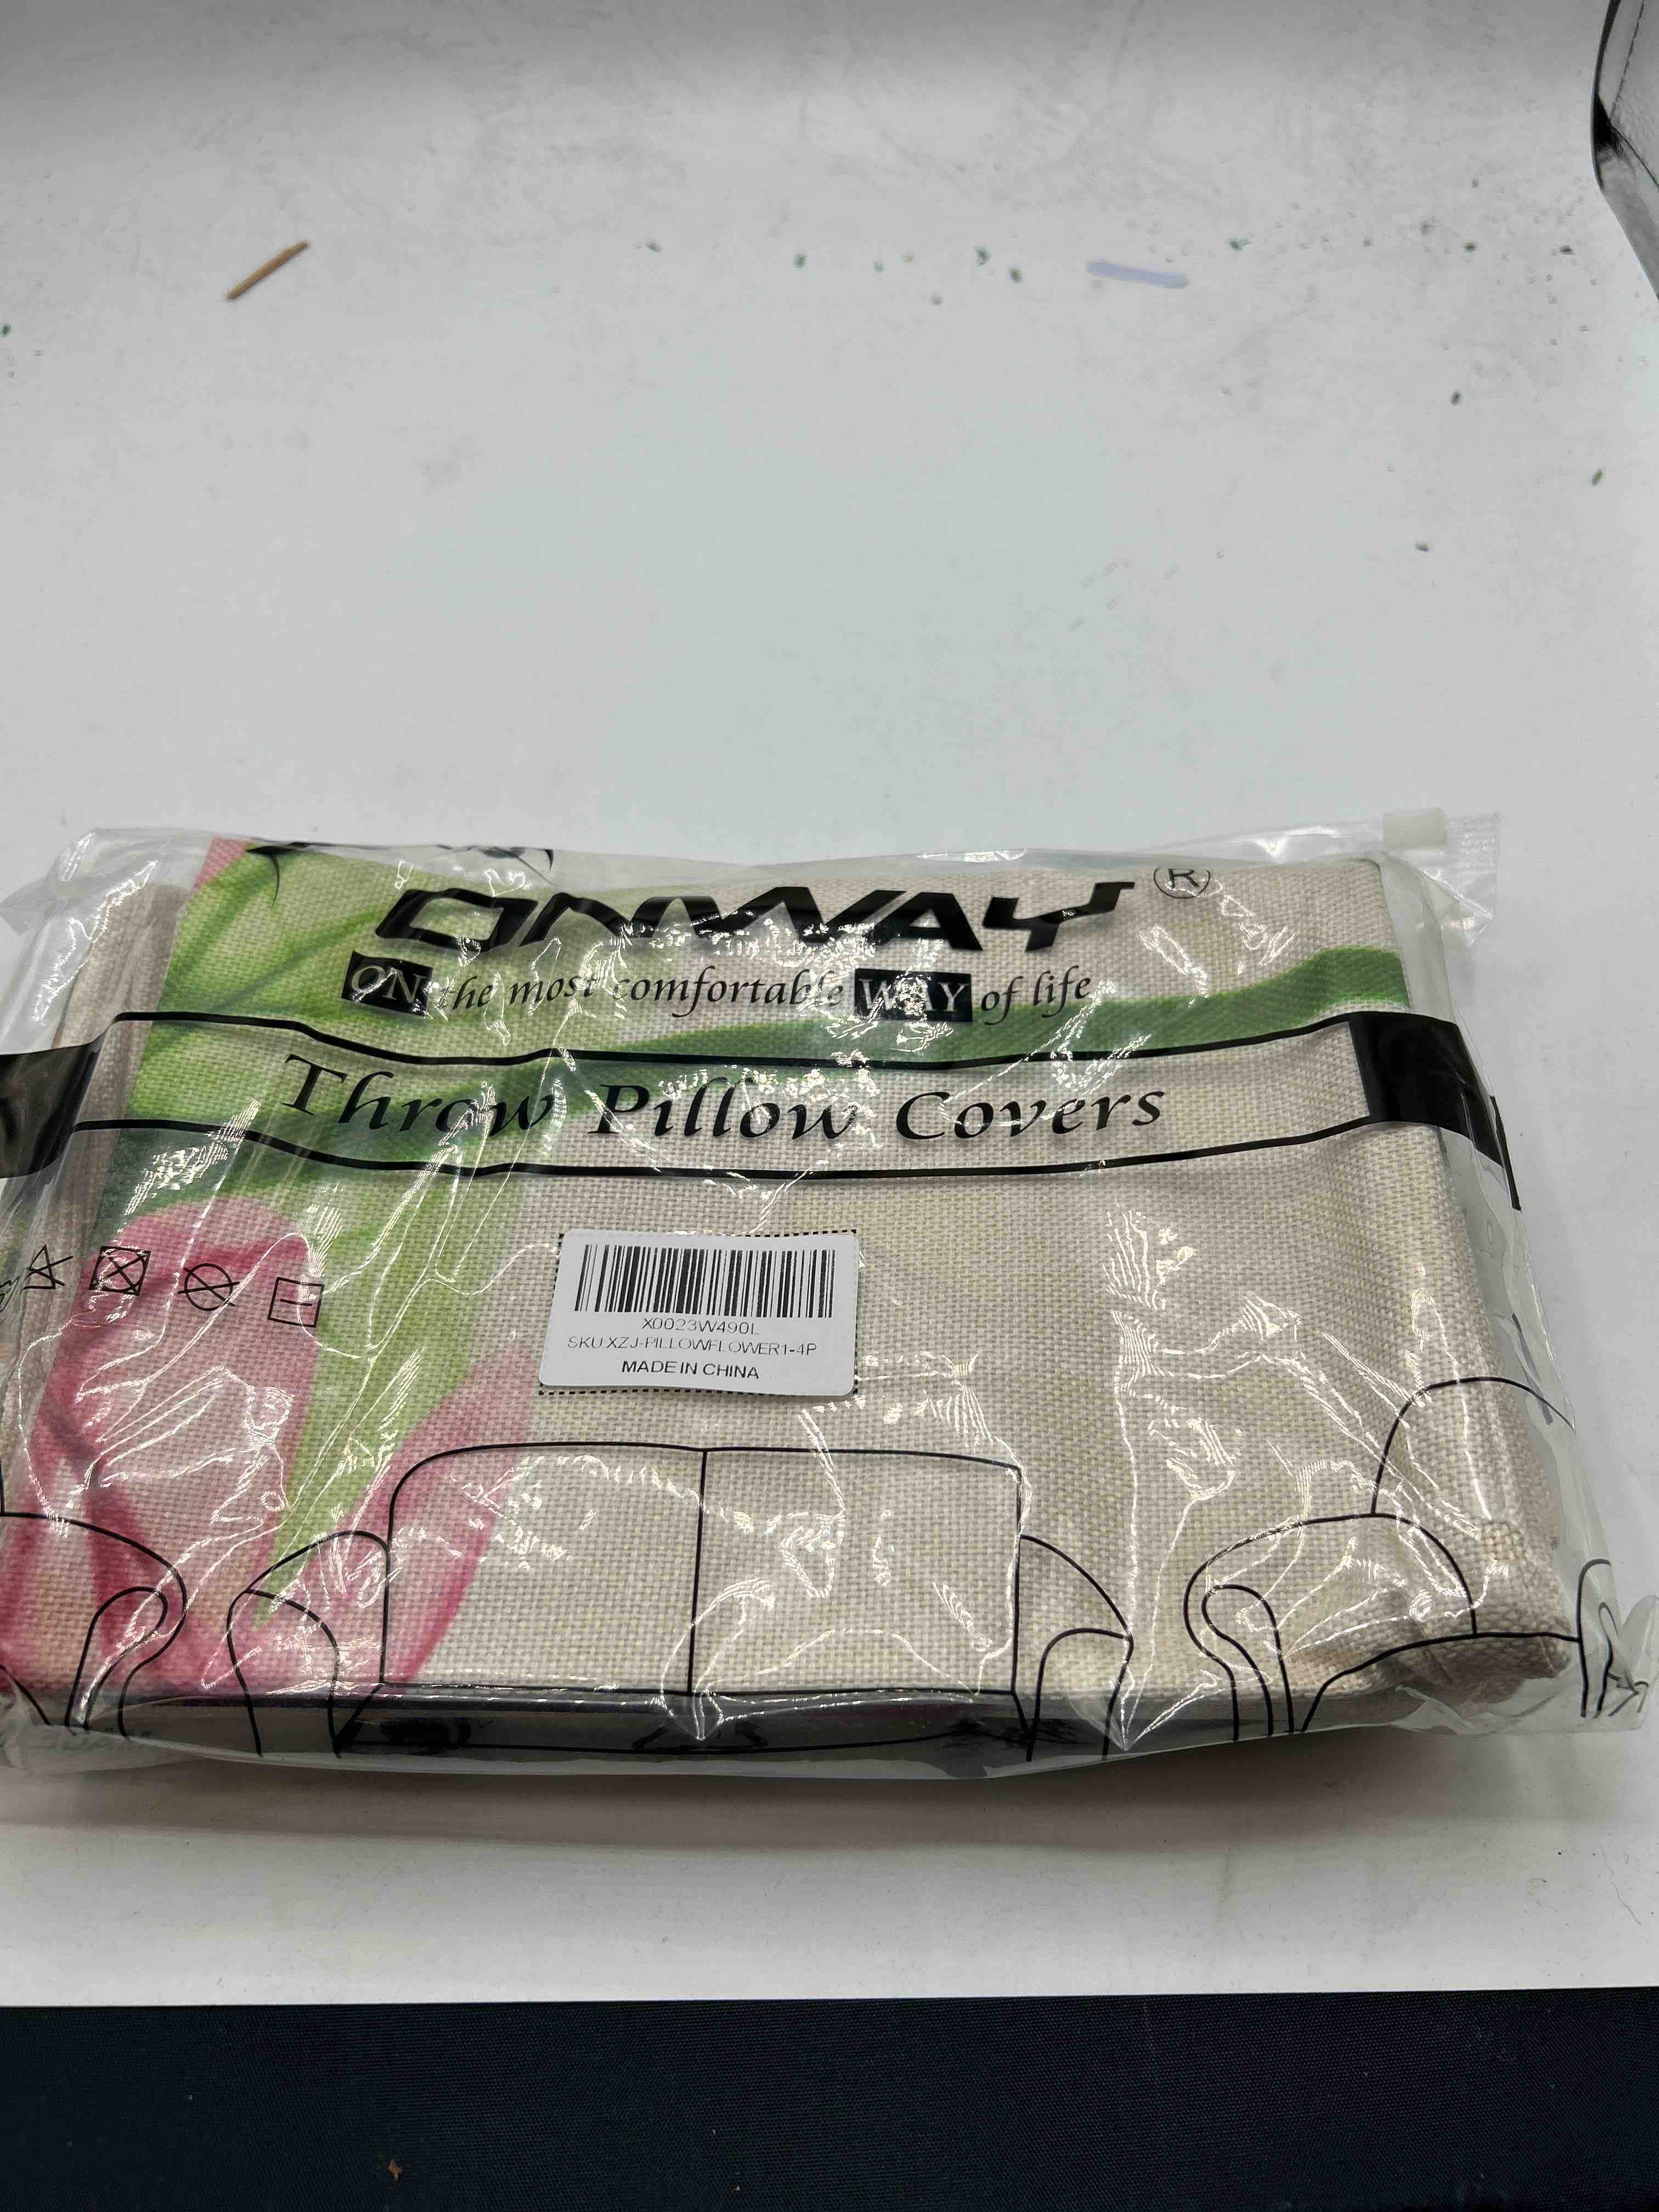 ONWAY ®
ON the most comfortable WAY of life
Throw Pillow Covers
X0023W490L
SKU:XZJ-PILLOWFLOWER1-4P
MADE IN CHINA